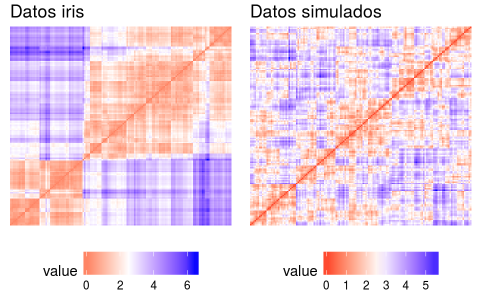 Datos iris
Datos simulados
value
0 2 4 6
value
0 1 2 3 4 5